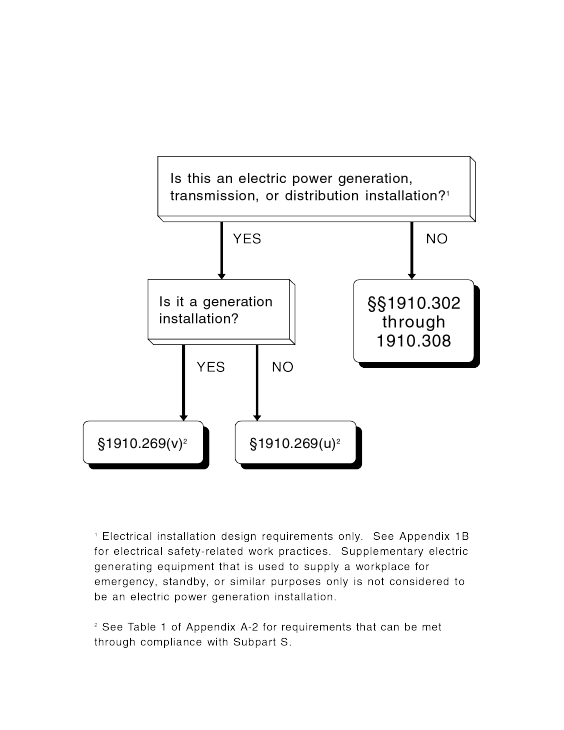 Is this an electric power generation,
transmission, or distribution installation?¹
YES
NO
Is it a generation
installation?
§§1910.302
through
1910.308
YES
NO
§1910.269(v)²
§1910.269(u)²
¹ Electrical installation design requirements only. See Appendix 1B
for electrical safety-related work practices. Supplementary electric
generating equipment that is used to supply a workplace for
emergency, standby, or similar purposes only is not considered to
be an electric power generation installation.
² See Table 1 of Appendix A-2 for requirements that can be met
through compliance with Subpart S.